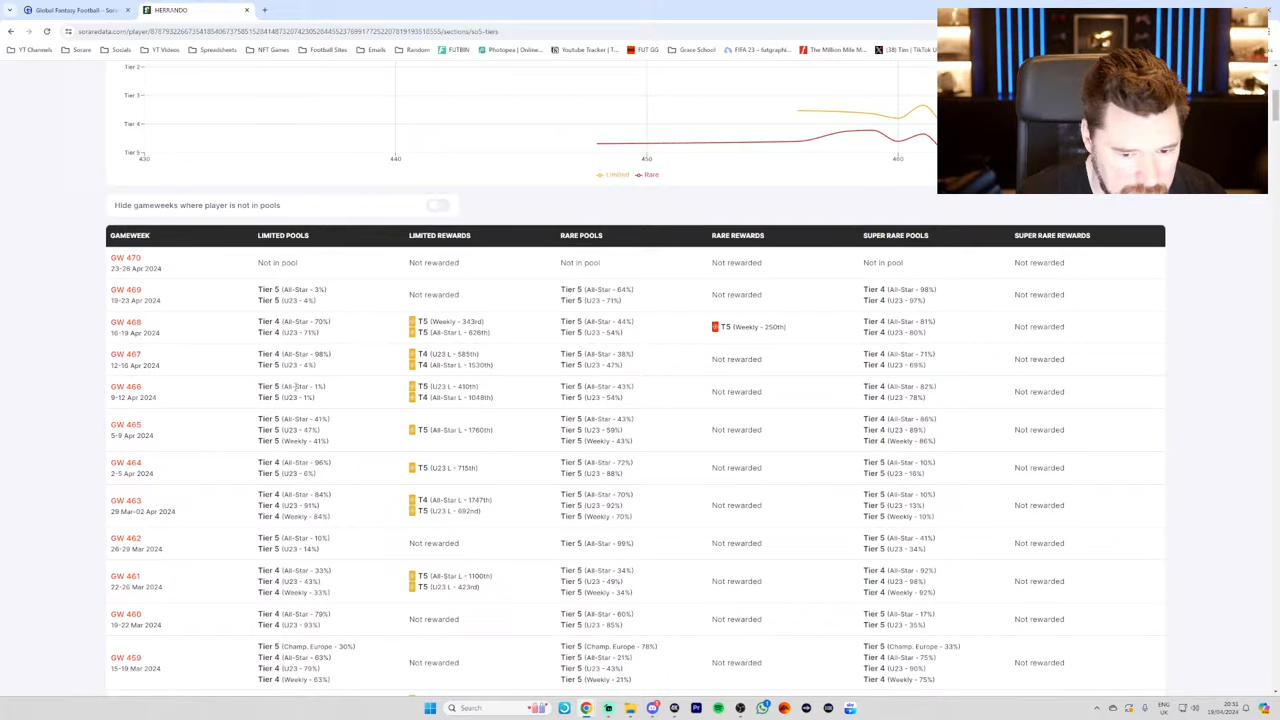 Global Fantasy Football - Sorare
HERRANDO
YT Channels Sorare Socials YT Videos Spreadsheets NFT Games Football Sites Emails Random FUTBIN Photopea | Online... Youtube Tracker | T... FUT GG Grace School FIFA 23 – futgraphi... The Million Mile M... (38) Tim | TikTok
Tier 2
Tier 3
Tier 4
Tier 5
430 440 450 460
Limited Rare
Hide gameweeks where player is not in pools
GAMEWEEK LIMITED POOLS LIMITED REWARDS RARE POOLS RARE REWARDS SUPER RARE POOLS SUPER RARE REWARDS
GW 470 Not in pool Not rewarded Not in pool Not rewarded Not in pool Not rewarded
23-26 Apr 2024
GW 469 Tier 5 (All-Star - 3%) Not rewarded Tier 5 (All-Star - 64%) Not rewarded Tier 4 (All-Star - 98%) Not rewarded
19-23 Apr 2024 Tier 5 (U23 - 4%) Tier 5 (U23 - 71%) Tier 4 (U23 - 97%)
GW 468 Tier 4 (All-Star - 70%) T5 (Weekly - 343rd) Tier 5 (All-Star - 44%) T5 (Weekly - 250th) Tier 4 (All-Star - 81%) Not rewarded
16-19 Apr 2024 Tier 4 (U23 - 71%) T5 (All-Star L - 626th) Tier 5 (U23 - 54%) Tier 4 (U23 - 80%)
GW 467 Tier 4 (All-Star - 98%) T4 (U23 L - 585th) Tier 5 (All-Star - 38%) Not rewarded Tier 4 (All-Star - 71%) Not rewarded
12-16 Apr 2024 Tier 5 (U23 - 4%) T4 (All-Star L - 1530th) Tier 5 (U23 - 47%) Tier 4 (U23 - 69%)
GW 466 Tier 5 (All-Star - 1%) T5 (U23 L - 410th) Tier 5 (All-Star - 43%) Not rewarded Tier 4 (All-Star - 82%) Not rewarded
9-12 Apr 2024 Tier 5 (U23 - 1%) T4 (All-Star L - 1048th) Tier 5 (U23 - 54%) Tier 4 (U23 - 78%)
GW 465 Tier 5 (All-Star - 41%) T5 (All-Star L - 1760th) Tier 5 (All-Star - 43%) Not rewarded Tier 4 (All-Star - 86%) Not rewarded
5-9 Apr 2024 Tier 5 (U23 - 47%) Tier 5 (U23 - 59%) Tier 4 (U23 - 89%)
Tier 5 (Weekly - 41%) Tier 5 (Weekly - 43%) Tier 4 (Weekly - 86%)
GW 464 Tier 4 (All-Star - 96%) T5 (U23 L - 715th) Tier 5 (All-Star - 72%) Not rewarded Tier 5 (All-Star - 10%) Not rewarded
2-5 Apr 2024 Tier 5 (U23 - 6%) Tier 5 (U23 - 88%) Tier 5 (U23 - 16%)
GW 463 Tier 4 (All-Star - 84%) T4 (All-Star L - 1747th) Tier 5 (All-Star - 70%) Not rewarded Tier 5 (All-Star - 10%) Not rewarded
29 Mar-02 Apr 2024 Tier 4 (U23 - 91%) T5 (U23 L - 692nd) Tier 5 (U23 - 92%) Tier 5 (U23 - 13%)
Tier 4 (Weekly - 84%) Tier 5 (Weekly - 70%) Tier 5 (Weekly - 10%)
GW 462 Tier 5 (All-Star - 10%) Not rewarded Tier 5 (All-Star - 99%) Not rewarded Tier 5 (All-Star - 41%) Not rewarded
26-29 Mar 2024 Tier 5 (U23 - 14%) Tier 5 (U23 - 34%)
GW 461 Tier 5 (All-Star - 33%) T5 (All-Star L - 1100th) Tier 5 (All-Star - 34%) Not rewarded Tier 4 (All-Star - 92%) Not rewarded
22-26 Mar 2024 Tier 5 (U23 - 43%) T5 (U23 L - 423rd) Tier 5 (U23 - 49%) Tier 4 (U23 - 98%)
Tier 4 (Weekly - 33%) Tier 5 (Weekly - 34%) Tier 4 (Weekly - 92%)
GW 460 Tier 4 (All-Star - 79%) Not rewarded Tier 5 (All-Star - 60%) Not rewarded Tier 5 (All-Star - 17%) Not rewarded
19-22 Mar 2024 Tier 4 (U23 - 93%) Tier 5 (U23 - 85%) Tier 5 (U23 - 35%)
GW 459 Tier 5 (Champ. Europe - 30%) Not rewarded Tier 5 (Champ. Europe - 78%) Not rewarded Tier 5 (Champ. Europe - 33%) Not rewarded
15-19 Mar 2024 Tier 4 (All-Star - 63%) Tier 5 (All-Star - 21%) Tier 4 (All-Star - 75%)
Tier 4 (U23 - 79%) Tier 5 (U23 - 43%) Tier 4 (U23 - 90%)
Tier 4 (Weekly - 63%) Tier 5 (Weekly - 21%) Tier 4 (Weekly - 75%)
Search
ENG 20:51
UK 19/04/2024